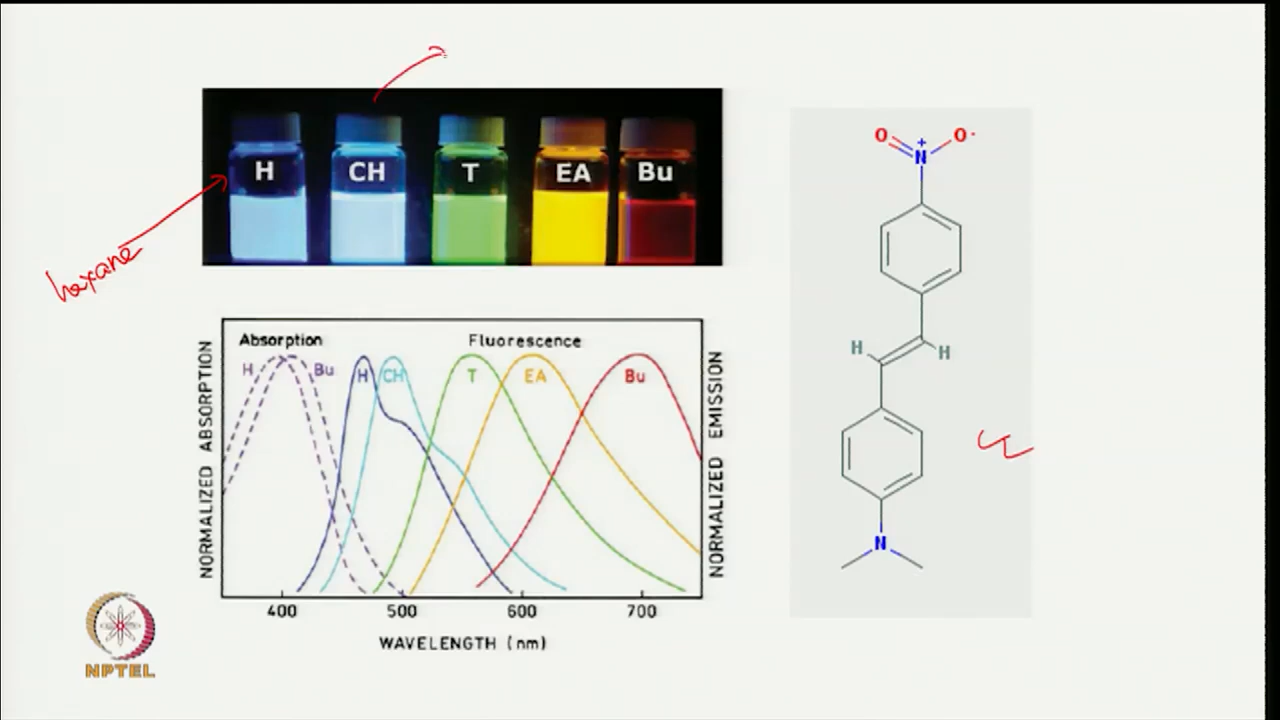 H CH T EA Bu
hexane
Absorption Fluorescence
H Bu H CH T EA Bu
NORMALIZED ABSORPTION
NORMALIZED EMISSION
400 500 600 700
WAVELENGTH (nm)
O N+ O·
H H
N
NPTEL